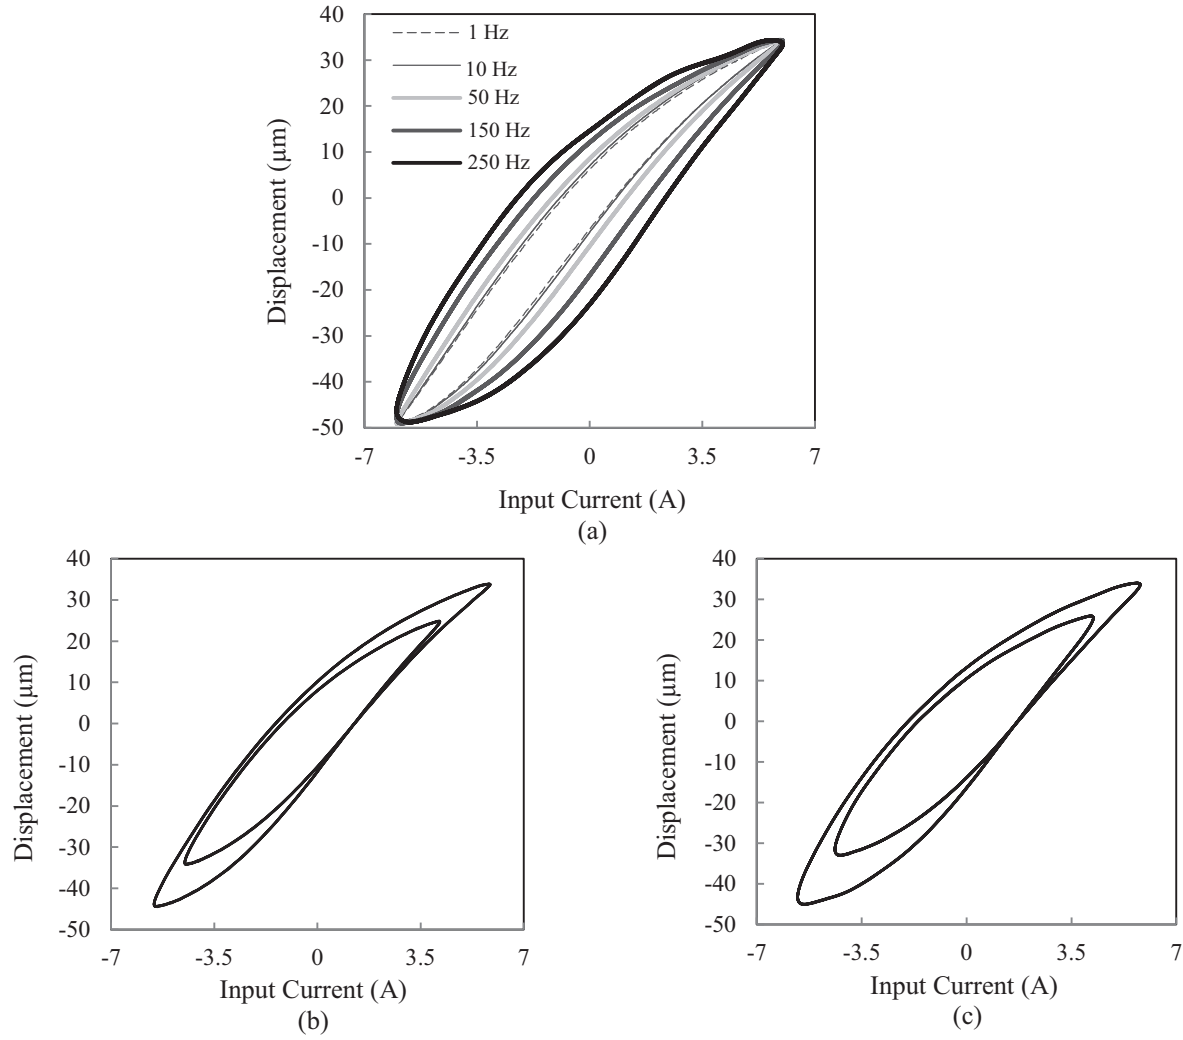 40
30
20
10
0
-10
-20
-30
-40
-50
Displacement (μm)
1 Hz
10 Hz
50 Hz
150 Hz
250 Hz
-7 -3.5 0 3.5 7
Input Current (A)
(a)
40
30
20
10
0
-10
-20
-30
-40
-50
Displacement (μm)
-7 -3.5 0 3.5 7
Input Current (A)
(b)
40
30
20
10
0
-10
-20
-30
-40
-50
Displacement (μm)
-7 -3.5 0 3.5 7
Input Current (A)
(c)